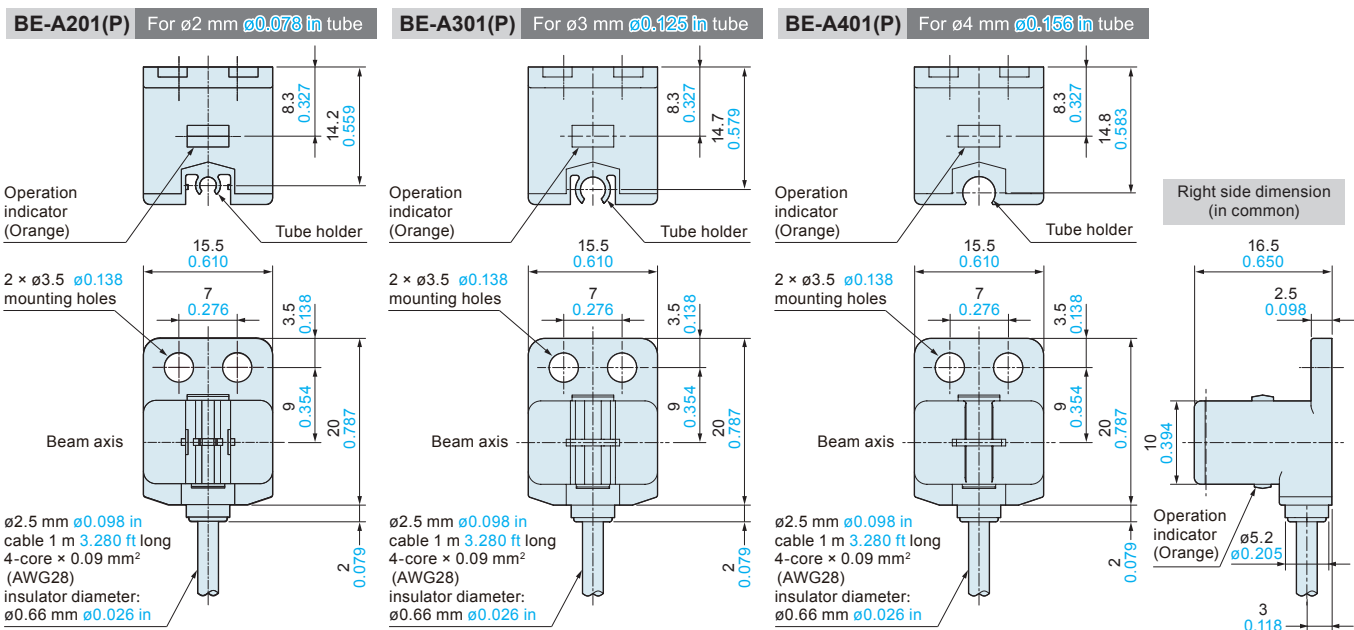 BE-A201(P) For ø2 mm ø0.078 in tube
8.3
0.327
14.2
0.559
Operation
indicator
(Orange)
Tube holder
15.5
0.610
2 × ø3.5 ø0.138
mounting holes
7
0.276
3.5
0.138
9
0.354
20
0.787
Beam axis
ø2.5 mm ø0.098 in
cable 1 m 3.280 ft long
4-core × 0.09 mm²
(AWG28)
insulator diameter:
ø0.66 mm ø0.026 in
2
0.079
BE-A301(P) For ø3 mm ø0.125 in tube
8.3
0.327
14.7
0.579
Operation
indicator
(Orange)
Tube holder
15.5
0.610
2 × ø3.5 ø0.138
mounting holes
7
0.276
3.5
0.138
9
0.354
20
0.787
Beam axis
ø2.5 mm ø0.098 in
cable 1 m 3.280 ft long
4-core × 0.09 mm²
(AWG28)
insulator diameter:
ø0.66 mm ø0.026 in
2
0.079
BE-A401(P) For ø4 mm ø0.156 in tube
8.3
0.327
14.8
0.583
Operation
indicator
(Orange)
Tube holder
15.5
0.610
2 × ø3.5 ø0.138
mounting holes
7
0.276
3.5
0.138
9
0.354
20
0.787
Beam axis
ø2.5 mm ø0.098 in
cable 1 m 3.280 ft long
4-core × 0.09 mm²
(AWG28)
insulator diameter:
ø0.66 mm ø0.026 in
2
0.079
Right side dimension
(in common)
16.5
0.650
2.5
0.098
10
0.394
Operation
indicator
(Orange)
ø5.2
ø0.205
3
0.118